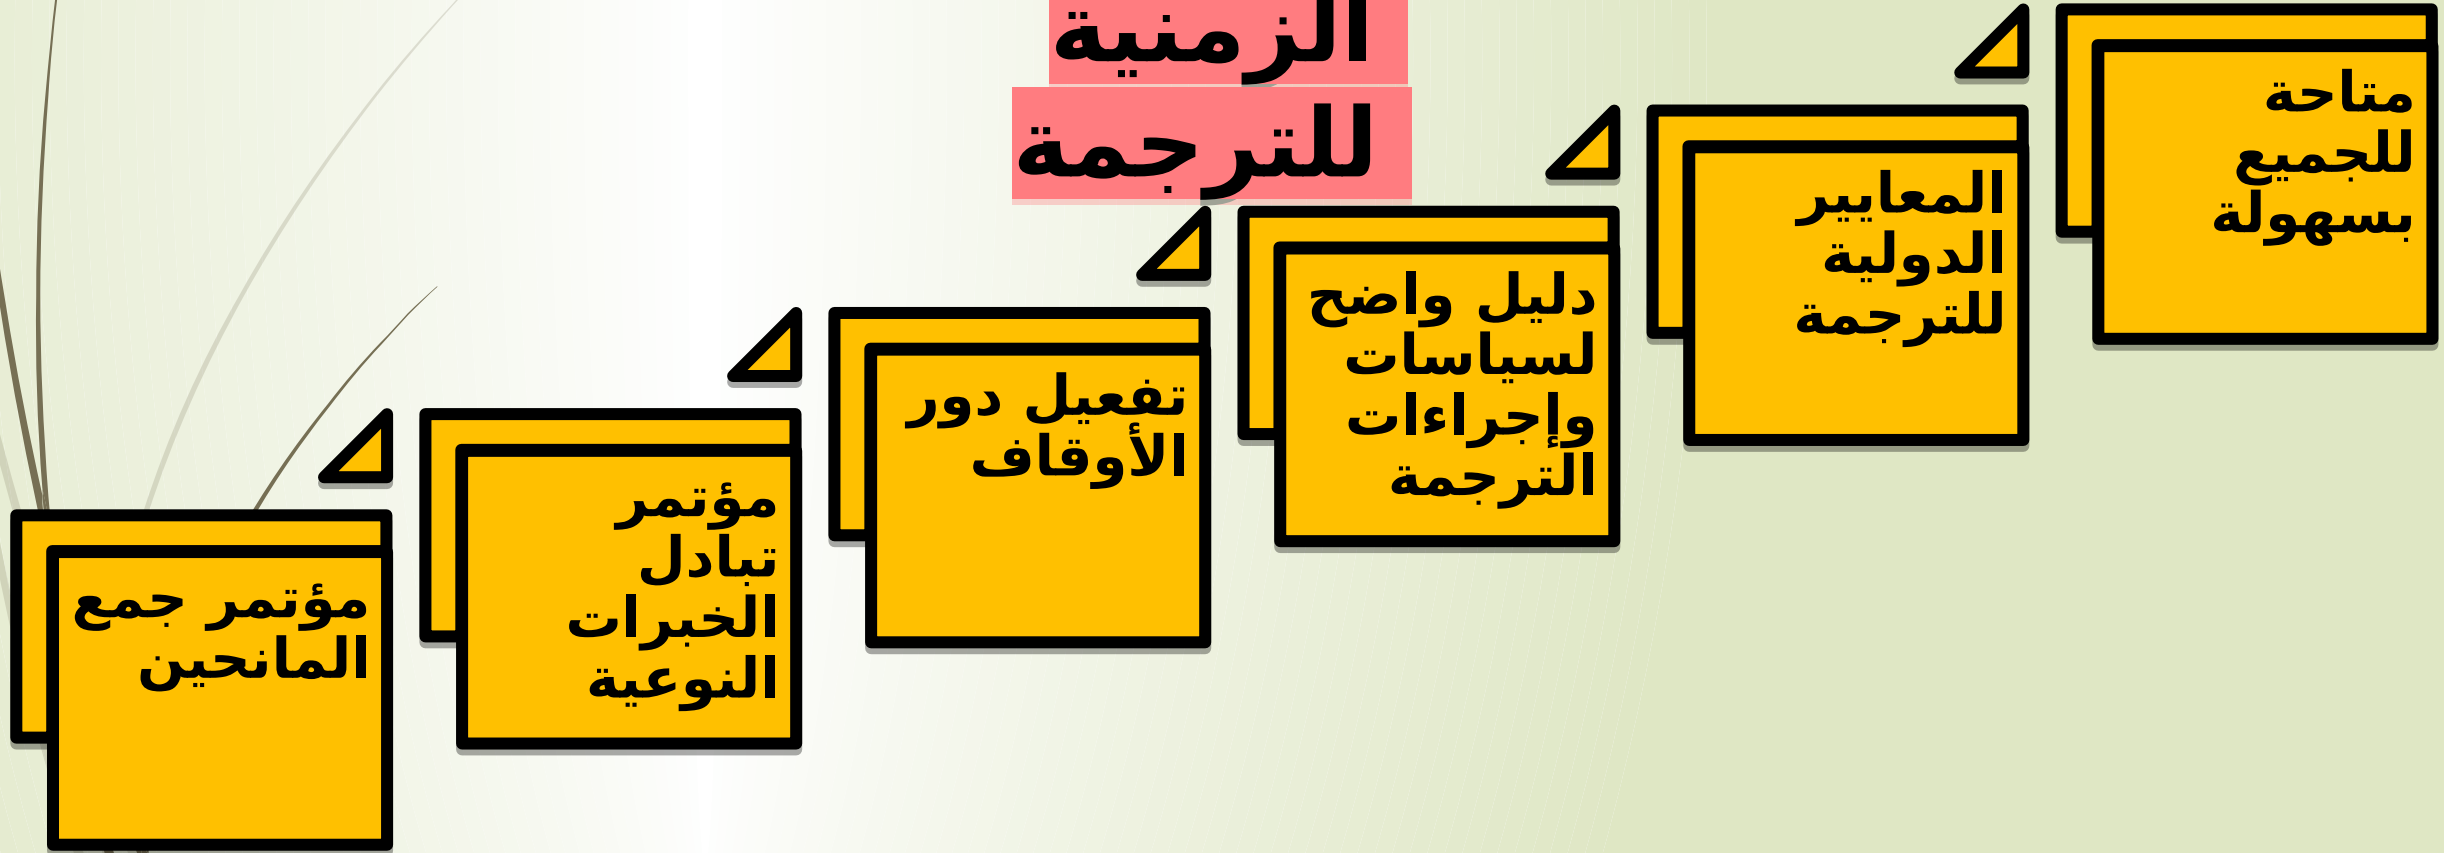 الزمنية
للترجمة
متاحة
للجميع
بسهولة
المعايير
الدولية
للترجمة
دليل واضح
لسياسات
وإجراءات
الترجمة
تفعيل دور
الأوقاف
مؤتمر
تبادل
الخبرات
النوعية
مؤتمر جمع
المانحين